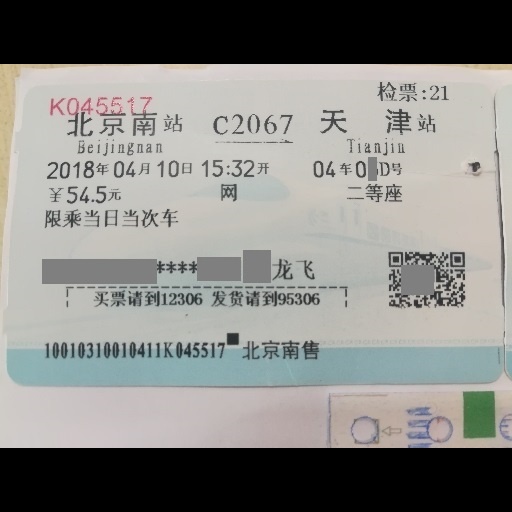 检票:21
K045517
北京南站 C2067 天津站
Beijingnan Tianjin
2018年04月10日 15:32开 04车0 D号
￥54.5元 网 二等座
限乘当日当次车
**** 龙飞
买票请到12306 发货请到95306
10010310010411K045517 北京南售